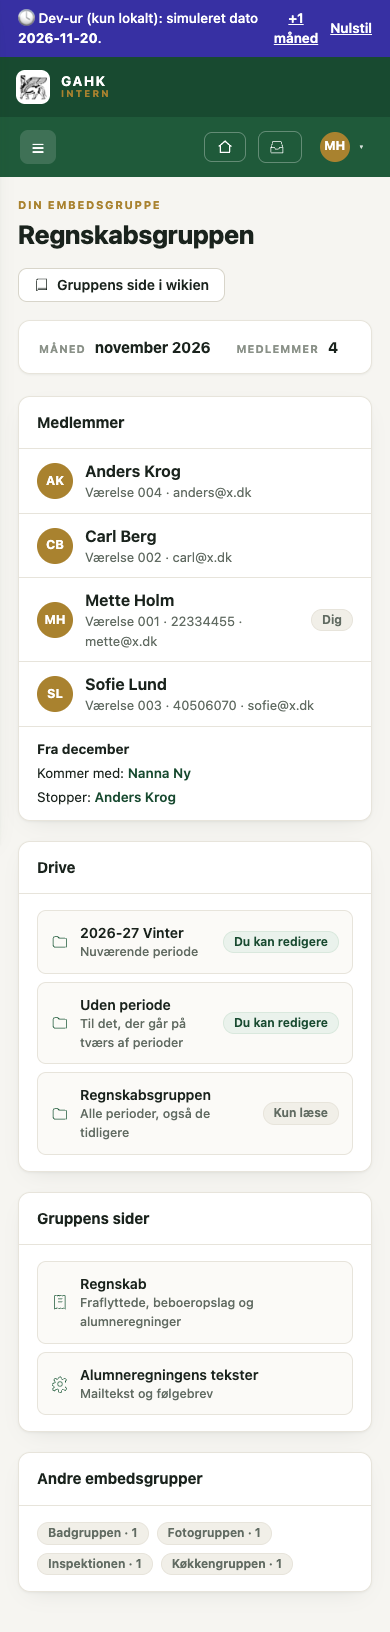 Dev-ur (kun lokalt): simuleret dato
2026-11-20.
+1
måned
Nulstil
GAHK
INTERN
MH
DIN EMBEDSGRUPPE
Regnskabsgruppen
Gruppens side i wikien
MÅNED november 2026 MEDLEMMER 4
Medlemmer
AK
Anders Krog
Værelse 004 · anders@x.dk
CB
Carl Berg
Værelse 002 · carl@x.dk
MH
Mette Holm
Værelse 001 · 22334455 ·
mette@x.dk
Dig
SL
Sofie Lund
Værelse 003 · 40506070 · sofie@x.dk
Fra december
Kommer med: Nanna Ny
Stopper: Anders Krog
Drive
2026-27 Vinter
Nuværende periode
Du kan redigere
Uden periode
Til det, der går på
tværs af perioder
Du kan redigere
Regnskabsgruppen
Alle perioder, også de
tidligere
Kun læse
Gruppens sider
Regnskab
Fraflyttede, beboeropslag og
alumneregninger
Alumneregningens tekster
Mailtekst og følgebrev
Andre embedsgrupper
Badgruppen · 1 Fotogruppen · 1
Inspektionen · 1 Køkkengruppen · 1